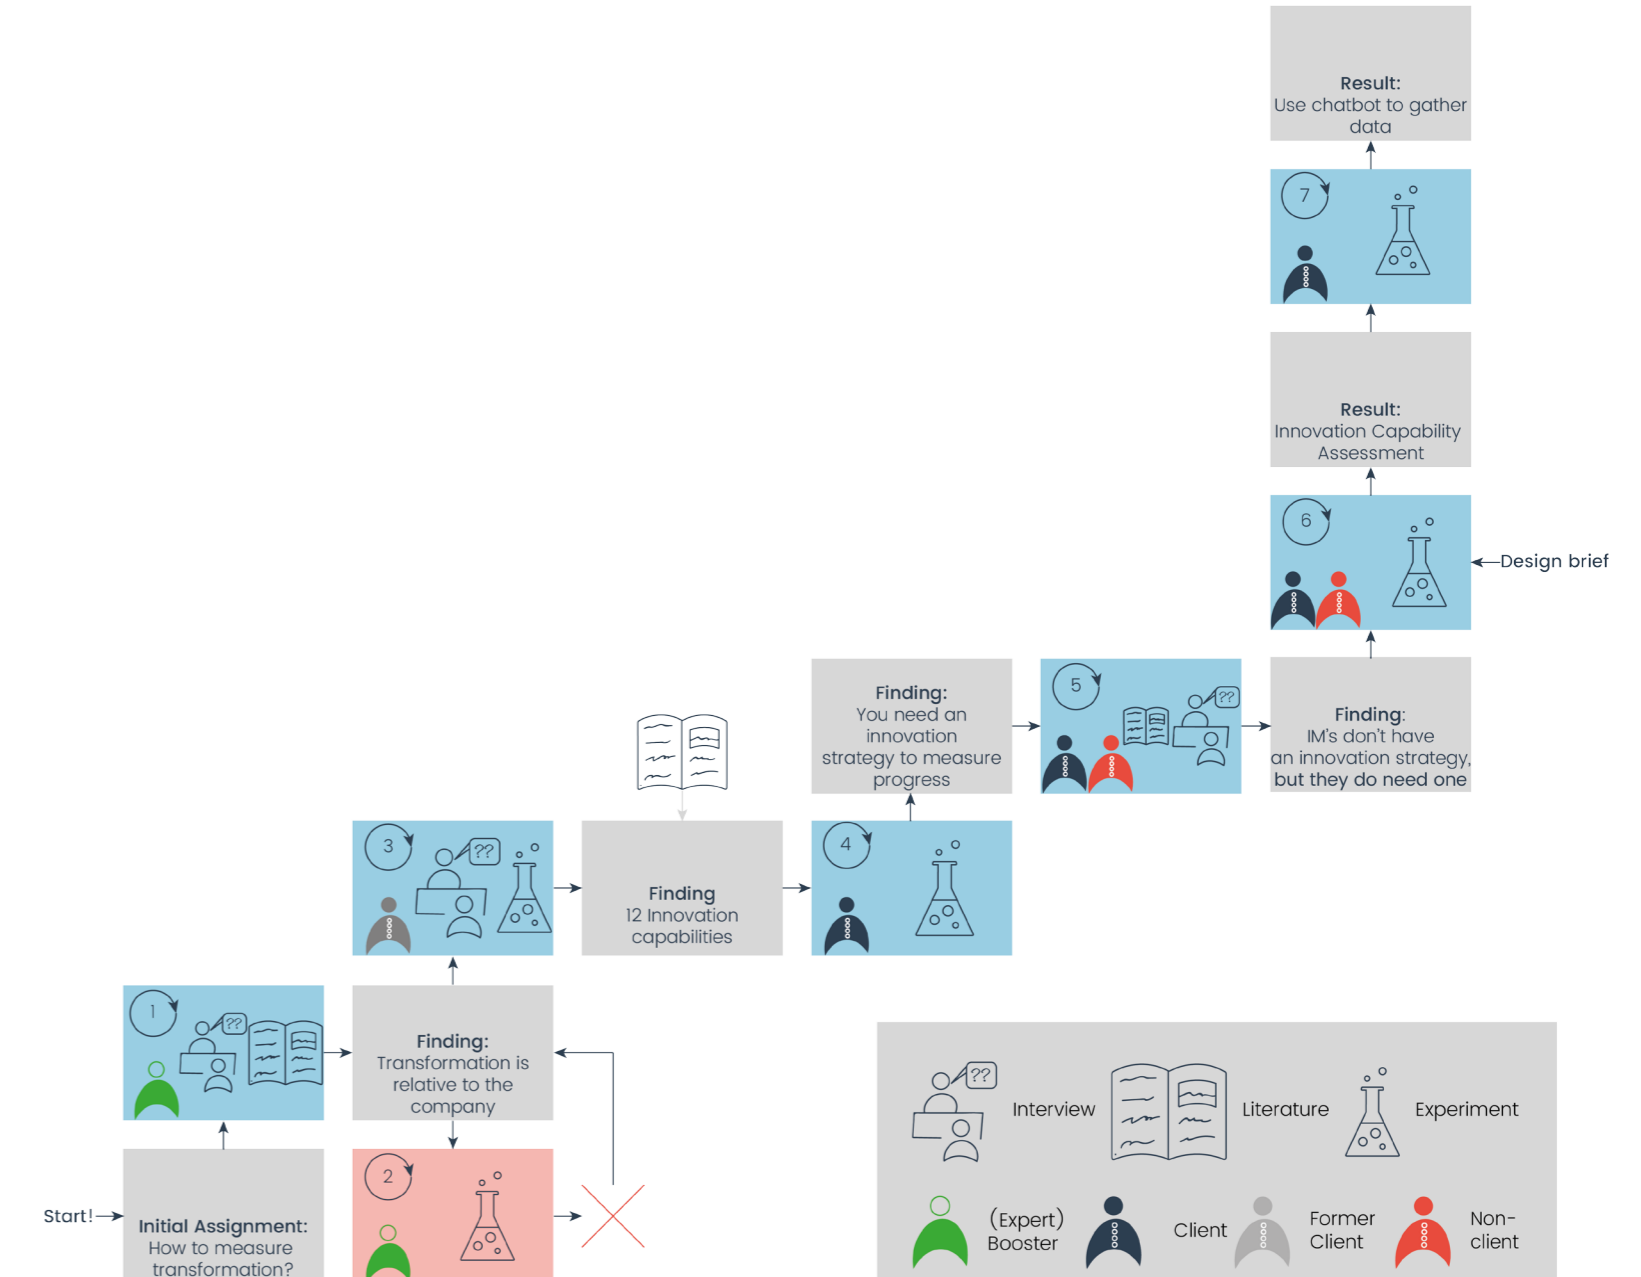 Result:
Use chatbot to gather
data
7
Result:
Innovation Capability
Assessment
6
Design brief
Finding:
You need an
innovation
strategy to measure
progress
5
??
Finding:
IM's don't have
an innovation strategy,
but they do need one
3
??
Finding
12 Innovation
capabilities
4
1
??
Finding:
Transformation is
relative to the
company
Start!
Initial Assignment:
How to measure
transformation?
2
??
Interview
Literature
Experiment
(Expert)
Booster
Client
Former
Client
Non-
client